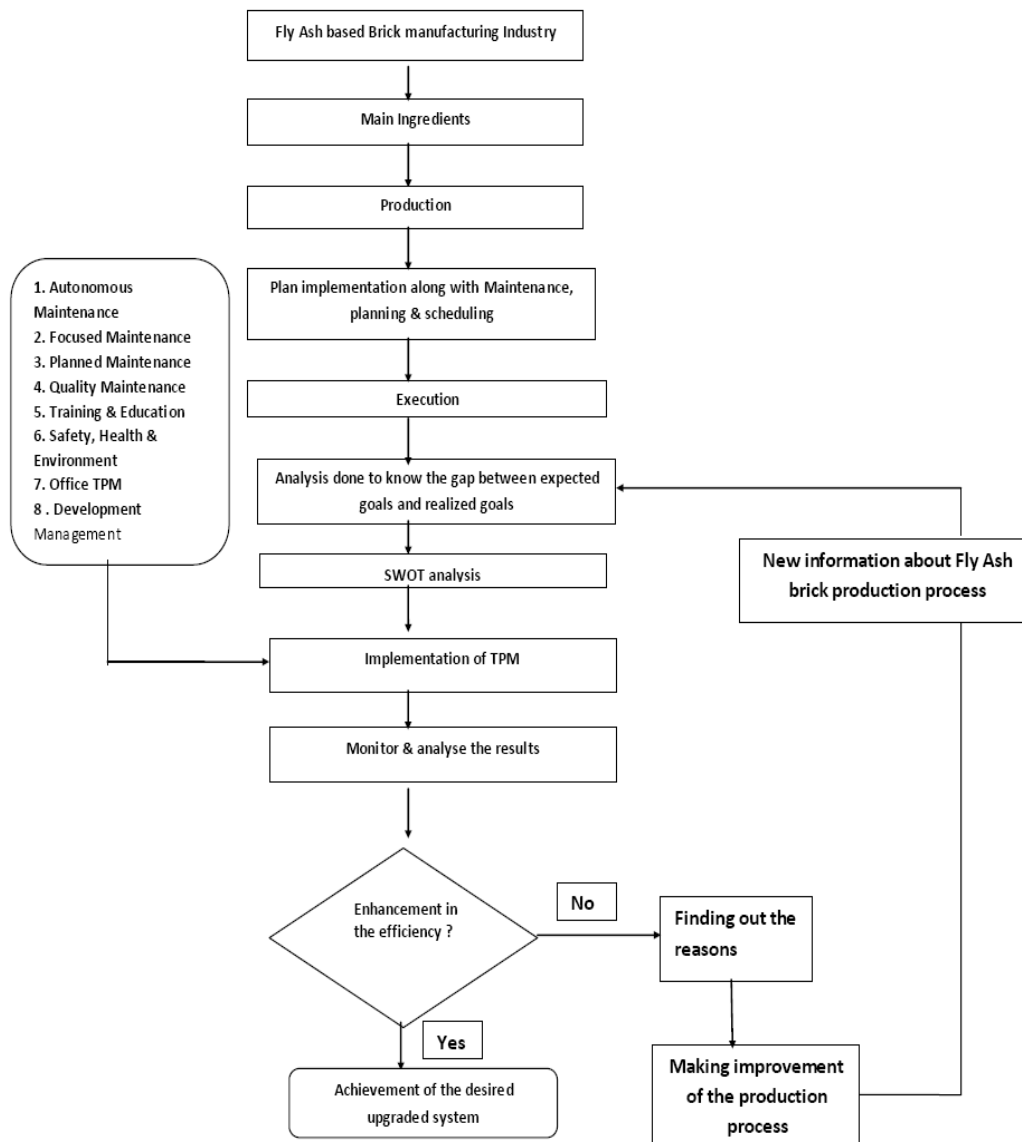 Fly Ash based Brick manufacturing Industry
Main Ingredients
Production
Plan implementation along with Maintenance,
planning & scheduling
Execution
Analysis done to know the gap between expected
goals and realized goals
SWOT analysis
1. Autonomous
Maintenance
2. Focused Maintenance
3. Planned Maintenance
4. Quality Maintenance
5. Training & Education
6. Safety, Health &
Environment
7. Office TPM
8 . Development
Management
Implementation of TPM
Monitor & analyse the results
Enhancement in
the efficiency ?
No
Finding out the
reasons
Making improvement
of the production
process
New information about Fly Ash
brick production process
Yes
Achievement of the desired
upgraded system